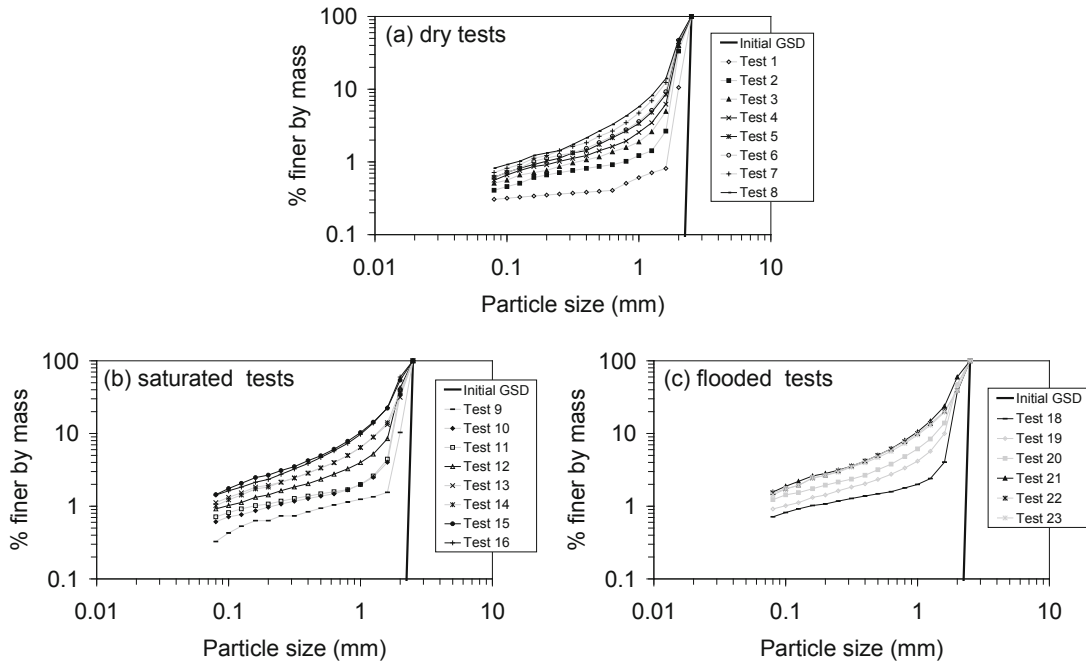 (a) dry tests
% finer by mass
100
10
1
0.1
0.01
0.1
1
10
Particle size (mm)
Initial GSD
Test 1
Test 2
Test 3
Test 4
Test 5
Test 6
Test 7
Test 8
(b) saturated tests
% finer by mass
100
10
1
0.1
0.01
0.1
1
10
Particle size (mm)
Initial GSD
Test 9
Test 10
Test 11
Test 12
Test 13
Test 14
Test 15
Test 16
(c) flooded tests
% finer by mass
100
10
1
0.1
0.01
0.1
1
10
Particle size (mm)
Initial GSD
Test 18
Test 19
Test 20
Test 21
Test 22
Test 23